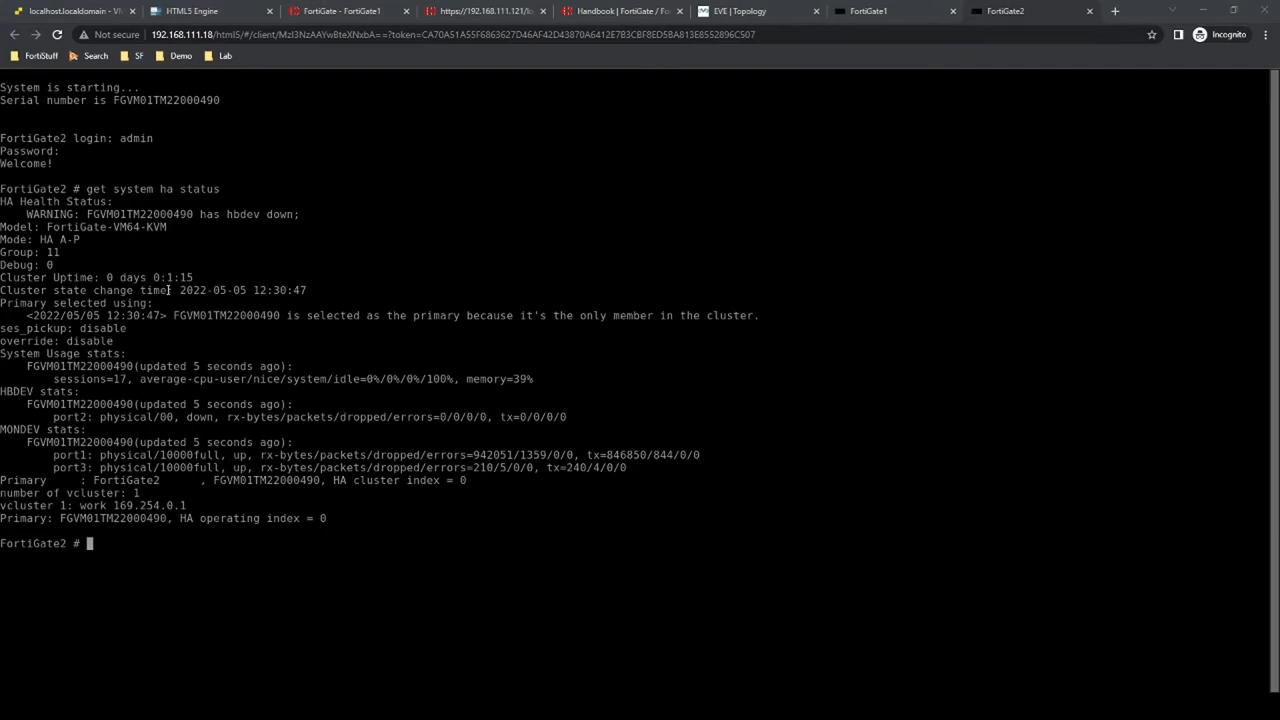 localhost.localdomain - VM
HTML5 Engine
FortiGate - FortiGate1
https://192.168.111.121/lo
Handbook | FortiGate / Fo
EVE | Topology
FortiGate1
FortiGate2
Not secure
192.168.111.18/html5/#/client/MzI3NzAAYwBteXNxbA==?token=CA70A51A55F6863627D46AF42D43870A6412E7B3CBF8ED5BA813E8552896C507
Incognito
FortiStuff
Search
SF
Demo
Lab
System is starting...
Serial number is FGVM01TM22000490
FortiGate2 login: admin
Password:
Welcome!
FortiGate2 # get system ha status
HA Health Status:
WARNING: FGVM01TM22000490 has hbdev down;
Model: FortiGate-VM64-KVM
Mode: HA A-P
Group: 11
Debug: 0
Cluster Uptime: 0 days 0:1:15
Cluster state change time: 2022-05-05 12:30:47
Primary selected using:
<2022/05/05 12:30:47> FGVM01TM22000490 is selected as the primary because it's the only member in the cluster.
ses_pickup: disable
override: disable
System Usage stats:
FGVM01TM22000490(updated 5 seconds ago):
sessions=17, average-cpu-user/nice/system/idle=0%/0%/0%/100%, memory=39%
HBDEV stats:
FGVM01TM22000490(updated 5 seconds ago):
port2: physical/00, down, rx-bytes/packets/dropped/errors=0/0/0/0, tx=0/0/0/0
MONDEV stats:
FGVM01TM22000490(updated 5 seconds ago):
port1: physical/10000full, up, rx-bytes/packets/dropped/errors=942051/1359/0/0, tx=846850/844/0/0
port3: physical/10000full, up, rx-bytes/packets/dropped/errors=210/5/0/0, tx=240/4/0/0
Primary     : FortiGate2      , FGVM01TM22000490, HA cluster index = 0
number of vcluster: 1
vcluster 1: work 169.254.0.1
Primary: FGVM01TM22000490, HA operating index = 0
FortiGate2 #